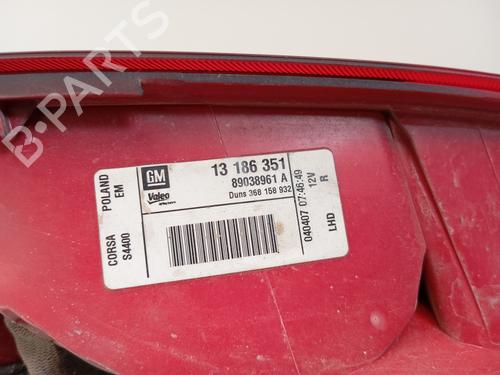 GM
13 186 351
89038961 A
Valeo
Duns 368 158 932
POLAND
EM
CORSA
S4400
040407 07:46:49
12V
R
LHD
B-PARTS